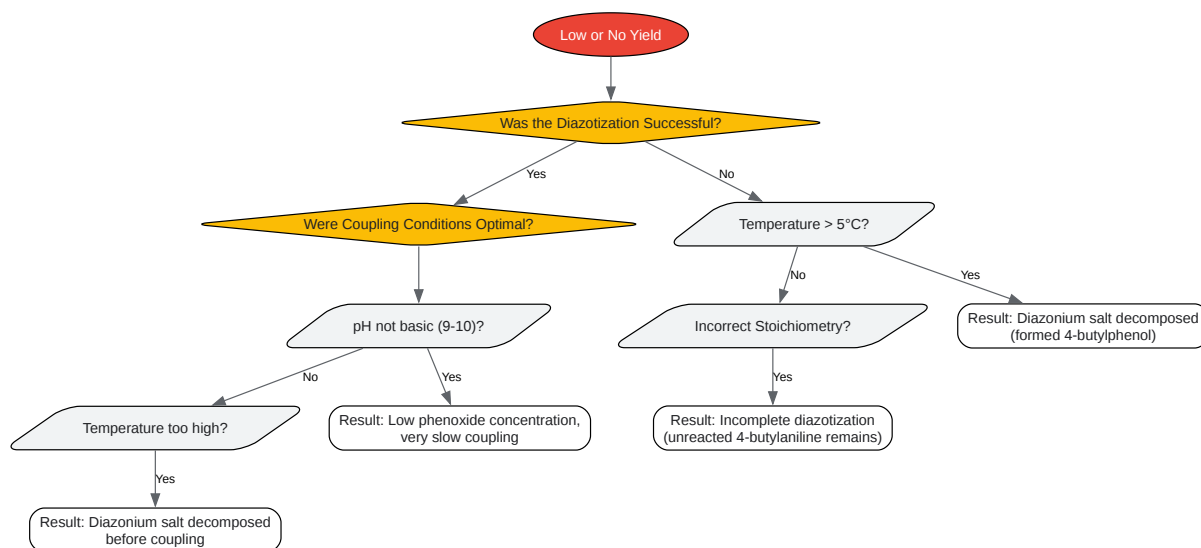 Low or No Yield
Was the Diazotization Successful?
Yes
No
Were Coupling Conditions Optimal?
Temperature > 5°C?
No
Yes
pH not basic (9-10)?
Incorrect Stoichiometry?
Result: Diazonium salt decomposed
(formed 4-butylphenol)
No
Yes
Yes
Temperature too high?
Result: Low phenoxide concentration,
very slow coupling
Result: Incomplete diazotization
(unreacted 4-butylaniline remains)
Yes
Result: Diazonium salt decomposed
before coupling